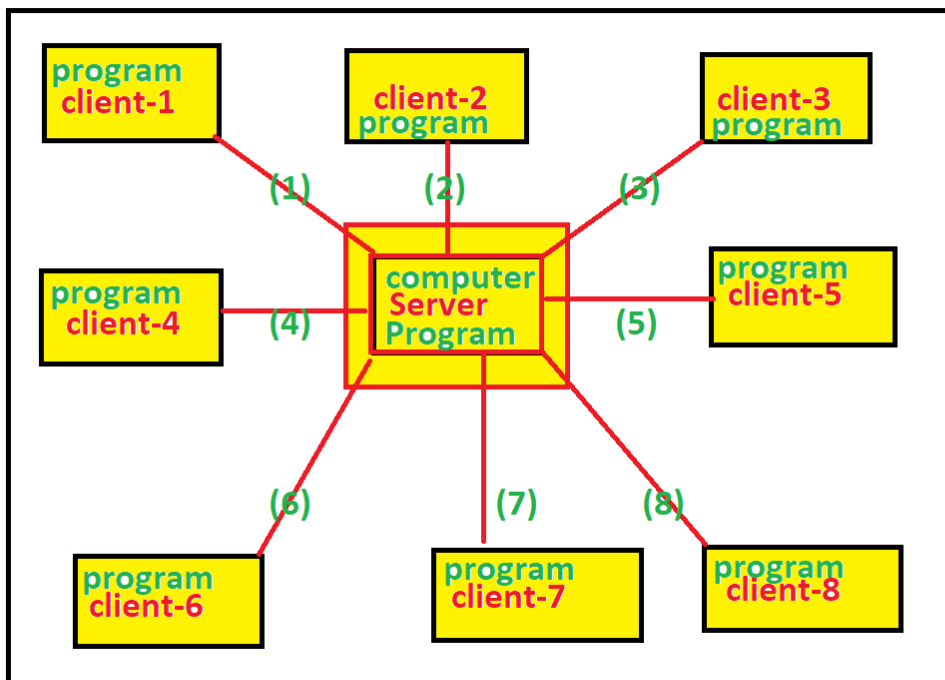 program
client-1
client-2
program
client-3
program
(1)
(2)
(3)
computer
Server
Program
program
client-4
(4)
program
client-5
(5)
(6)
(7)
(8)
program
client-6
program
client-7
program
client-8